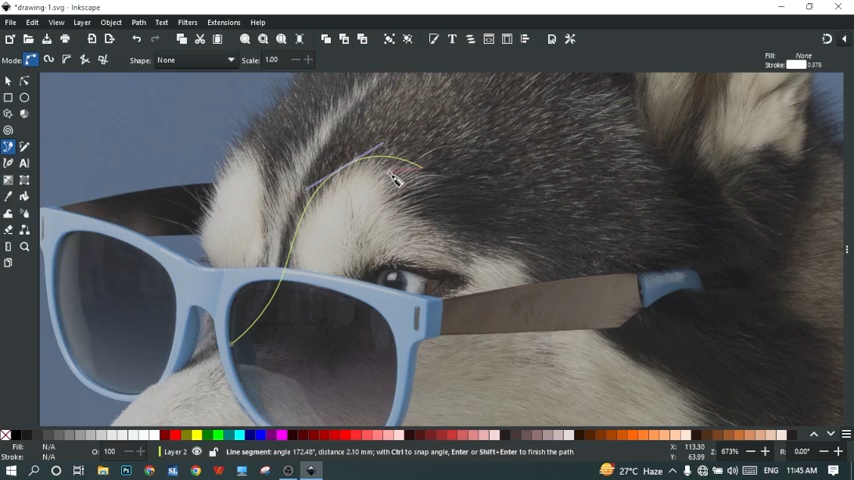 *drawing-1.svg - Inkscape
File Edit View Layer Object Path Text Filters Extensions Help
Mode: Shape: None Scale: 1.00 Fill: None
Stroke: 0.378
Fill: N/A
Stroke: N/A
O: 100 Layer 2 Line segment: angle 172.48°, distance 2.10 mm; with Ctrl to snap angle, Enter or Shift+Enter to finish the path X: 113.30
Y: 63.99 Z: 673% R: 0.00°
27°C Haze ENG 11:45 AM